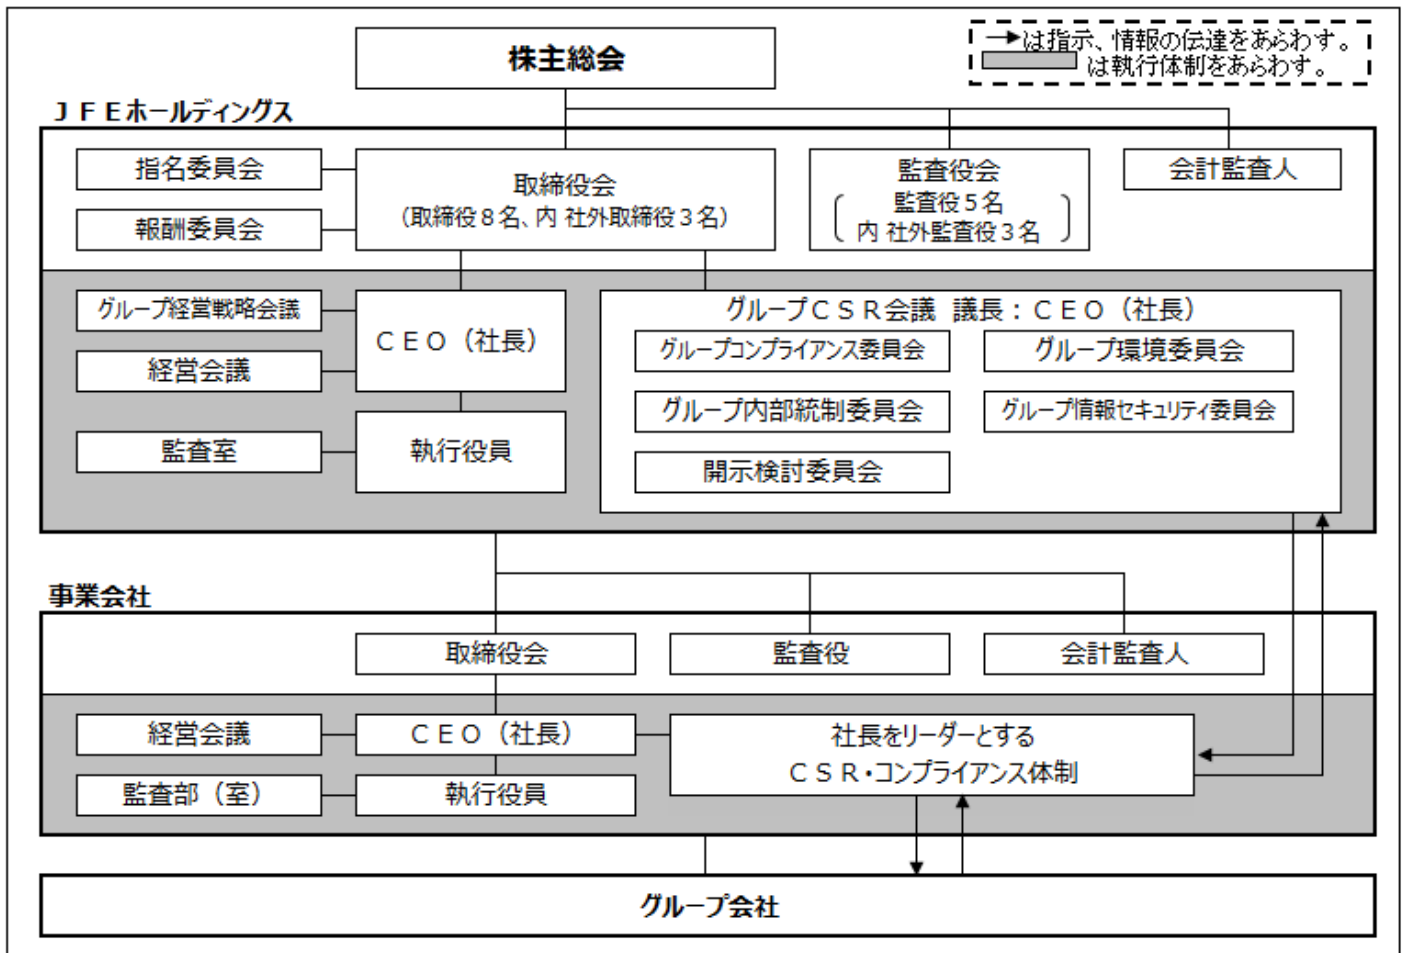 株主総会
→は指示、情報の伝達をあらわす。
は執行体制をあらわす。
ＪＦＥホールディングス
指名委員会
報酬委員会
取締役会
（取締役８名、内 社外取締役３名）
監査役会
監査役５名
内 社外監査役３名
会計監査人
グループ経営戦略会議
経営会議
監査室
ＣＥＯ（社長）
執行役員
グループＣＳＲ会議 議長：ＣＥＯ（社長）
グループコンプライアンス委員会
グループ環境委員会
グループ内部統制委員会
グループ情報セキュリティ委員会
開示検討委員会
事業会社
取締役会
監査役
会計監査人
経営会議
ＣＥＯ（社長）
監査部（室）
執行役員
社長をリーダーとする
ＣＳＲ・コンプライアンス体制
グループ会社